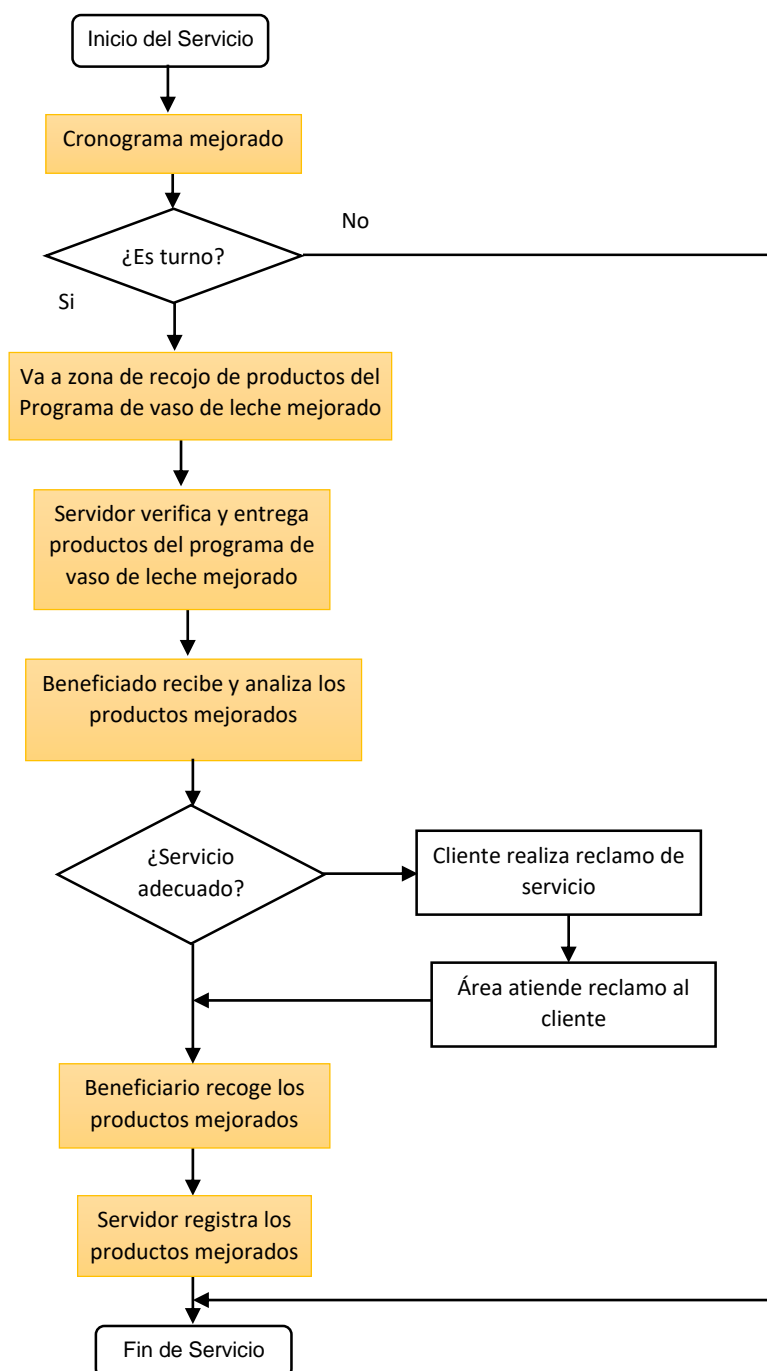 Inicio del Servicio
Cronograma mejorado
No
¿Es turno?
Si
Va a zona de recojo de productos del
Programa de vaso de leche mejorado
Servidor verifica y entrega
productos del programa de
vaso de leche mejorado
Beneficiado recibe y analiza los
productos mejorados
¿Servicio
adecuado?
Cliente realiza reclamo de
servicio
Área atiende reclamo al
cliente
Beneficiario recoge los
productos mejorados
Servidor registra los
productos mejorados
Fin de Servicio